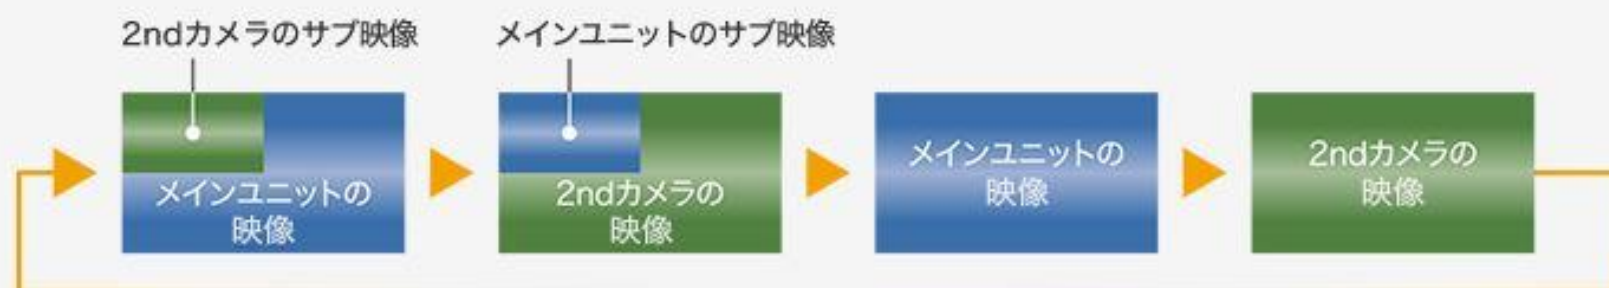 2ndカメラのサブ映像
メインユニットのサブ映像
メインユニットの
映像
2ndカメラの
映像
メインユニットの
映像
2ndカメラの
映像